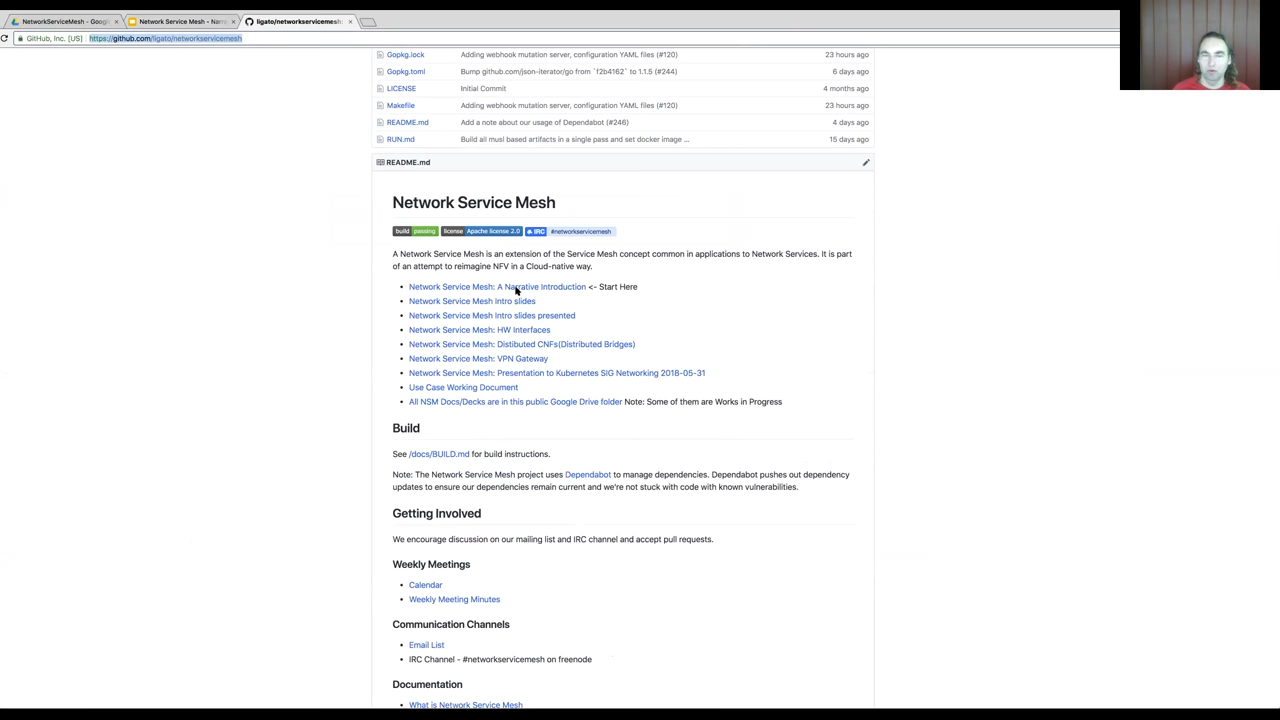 NetworkServiceMesh - Googl
Network Service Mesh - Narra
ligato/networkservicemesh:
GitHub, Inc. [US]
https://github.com/ligato/networkservicemesh
Gopkg.lock Adding webhook mutation server, configuration YAML files (#120) 23 hours ago
Gopkg.toml Bump github.com/json-iterator/go from `f2b4162` to 1.1.5 (#244) 6 days ago
LICENSE Initial Commit 4 months ago
Makefile Adding webhook mutation server, configuration YAML files (#120) 23 hours ago
README.md Add a note about our usage of Dependabot (#246) 4 days ago
RUN.md Build all musl based artifacts in a single pass and set docker image ... 15 days ago
README.md
Network Service Mesh
build passing license Apache license 2.0 IRC #networkservicemesh
A Network Service Mesh is an extension of the Service Mesh concept common in applications to Network Services. It is part
of an attempt to reimagine NFV in a Cloud-native way.
• Network Service Mesh: A Narrative Introduction <- Start Here
• Network Service Mesh Intro slides
• Network Service Mesh Intro slides presented
• Network Service Mesh: HW Interfaces
• Network Service Mesh: Distibuted CNFs(Distributed Bridges)
• Network Service Mesh: VPN Gateway
• Network Service Mesh: Presentation to Kubernetes SIG Networking 2018-05-31
• Use Case Working Document
• All NSM Docs/Decks are in this public Google Drive folder Note: Some of them are Works in Progress
Build
See /docs/BUILD.md for build instructions.
Note: The Network Service Mesh project uses Dependabot to manage dependencies. Dependabot pushes out dependency
updates to ensure our dependencies remain current and we're not stuck with code with known vulnerabilities.
Getting Involved
We encourage discussion on our mailing list and IRC channel and accept pull requests.
Weekly Meetings
• Calendar
• Weekly Meeting Minutes
Communication Channels
• Email List
• IRC Channel - #networkservicemesh on freenode
Documentation
• What is Network Service Mesh